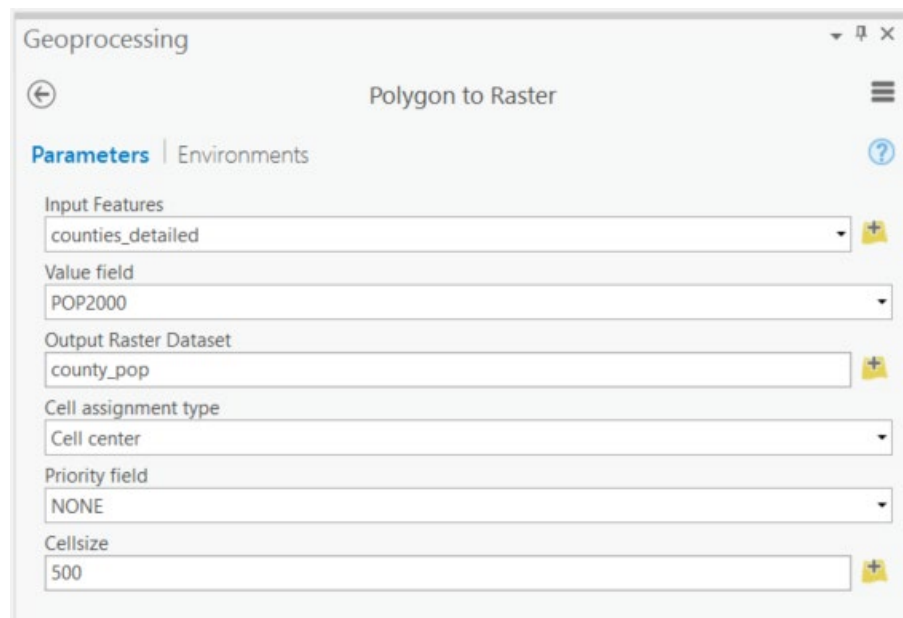 Geoprocessing
Polygon to Raster
Parameters | Environments
Input Features
counties_detailed
Value field
POP2000
Output Raster Dataset
county_pop
Cell assignment type
Cell center
Priority field
NONE
Cellsize
500